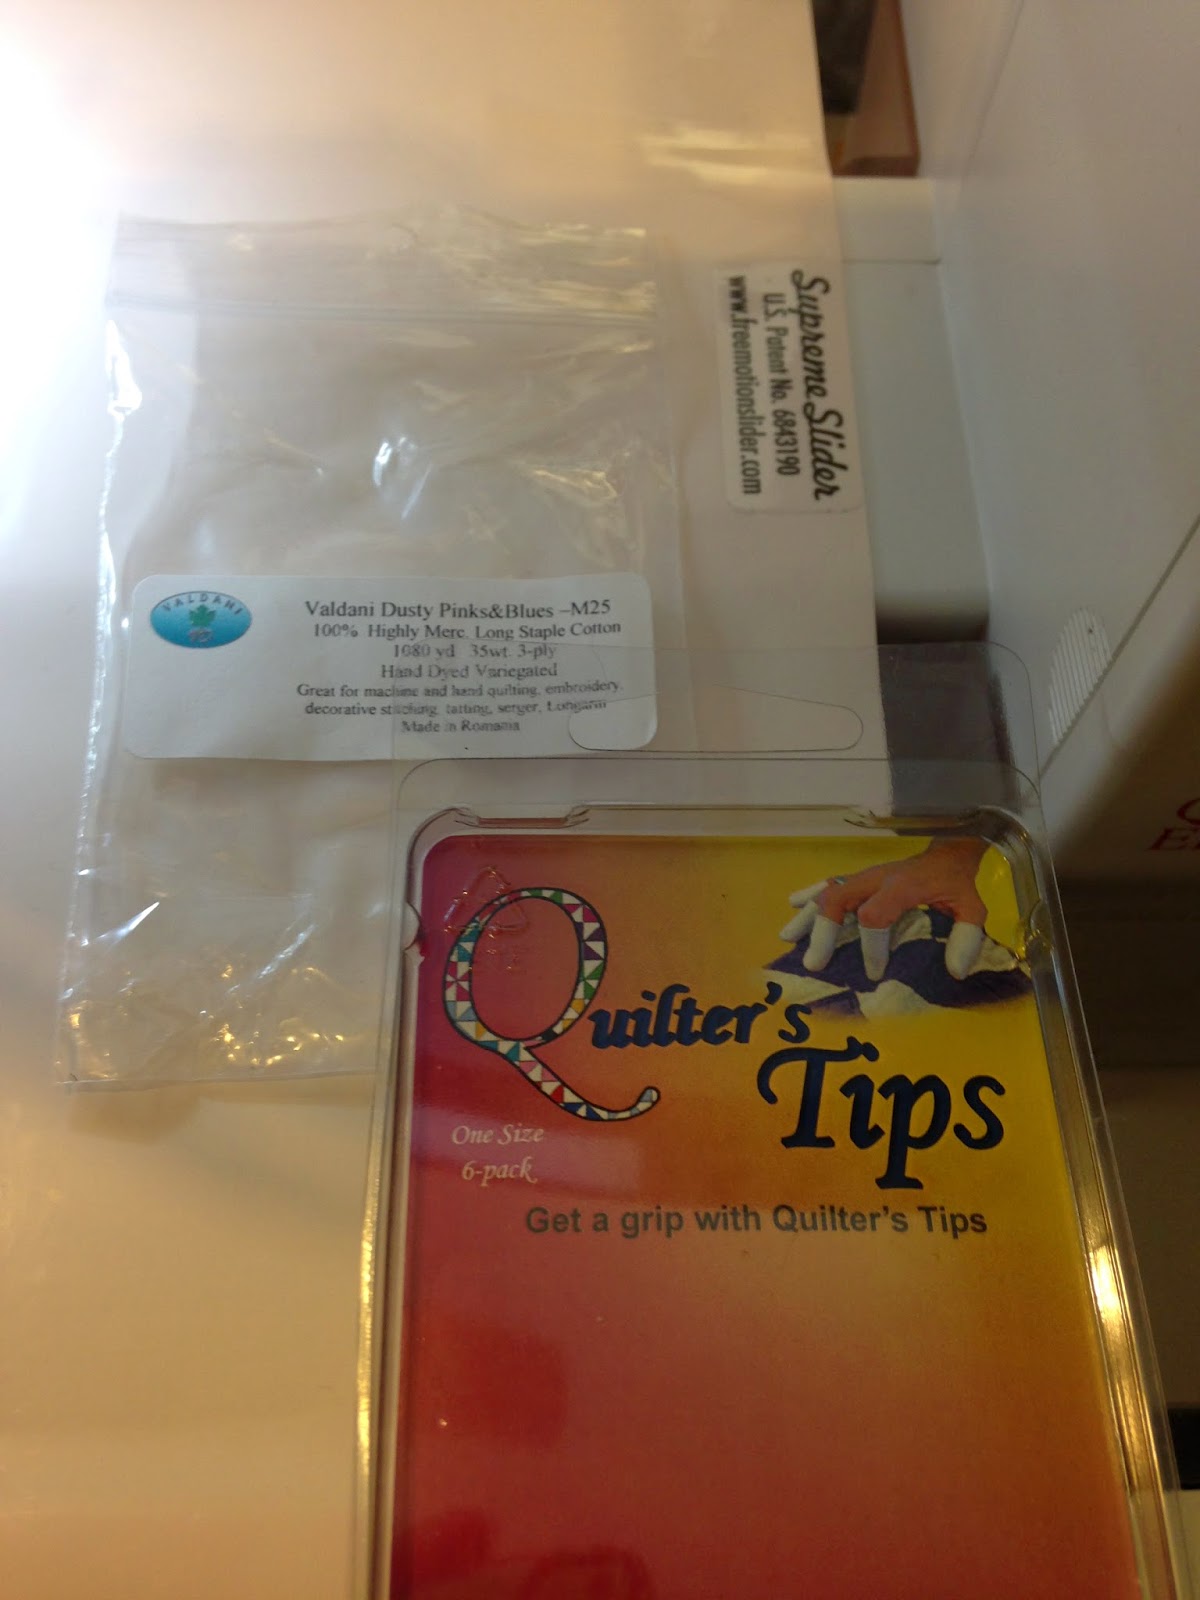 Supreme Slider
U.S. Patent No. 6843190
www.freemotionslider.com
VALDANI
Valdani Dusty Pinks&Blues –M25
100% Highly Merc. Long Staple Cotton
1080 yd 35wt. 3-ply
Hand Dyed Variegated
Great for machine and hand quilting, embroidery,
decorative stitching, tatting, serger, Longarm
Made in Romania
Quilter's
Tips
One Size
6-pack
Get a grip with Quilter's Tips